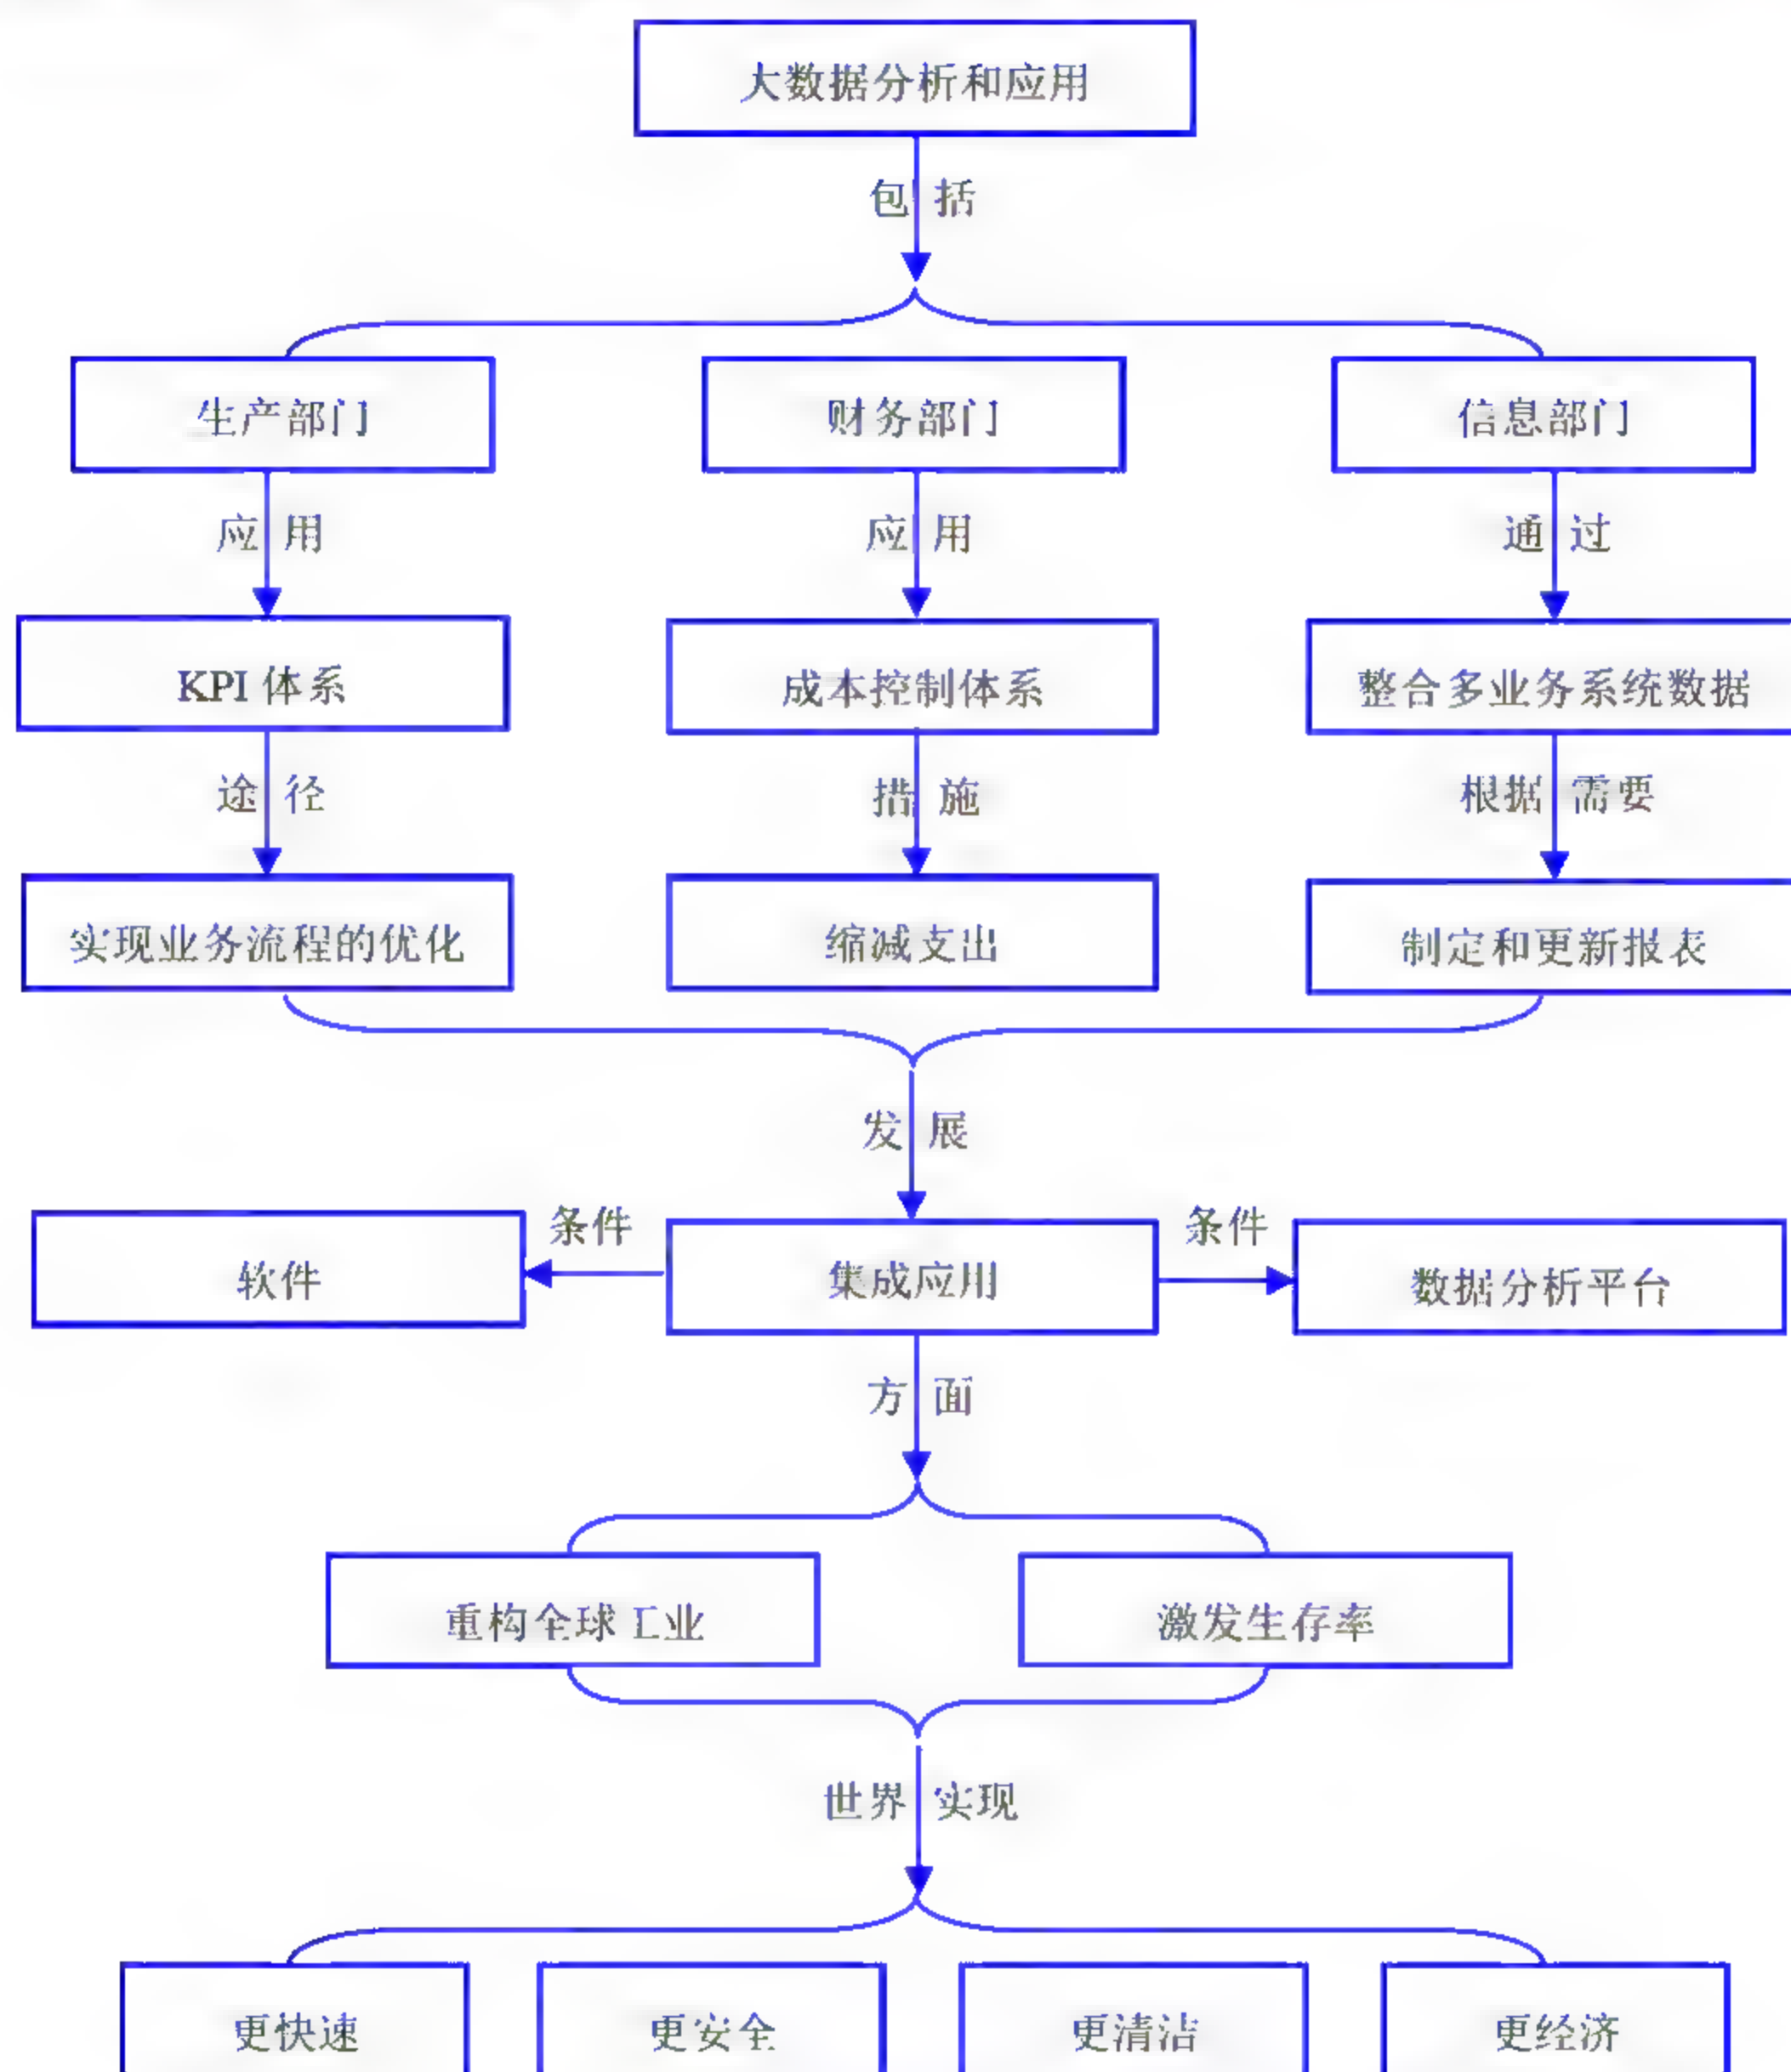 大数据分析和应用
包括
生产部门 财务部门 信息部门
应用 应用 通过
KPI 体系 成本控制体系 整合多业务系统数据
途径 措施 根据需要
实现业务流程的优化 缩减支出 制定和更新报表
发展
条件 条件
软件 集成应用 数据分析平台
方面
重构全球工业 激发生存率
世界实现
更快速 更安全 更清洁 更经济